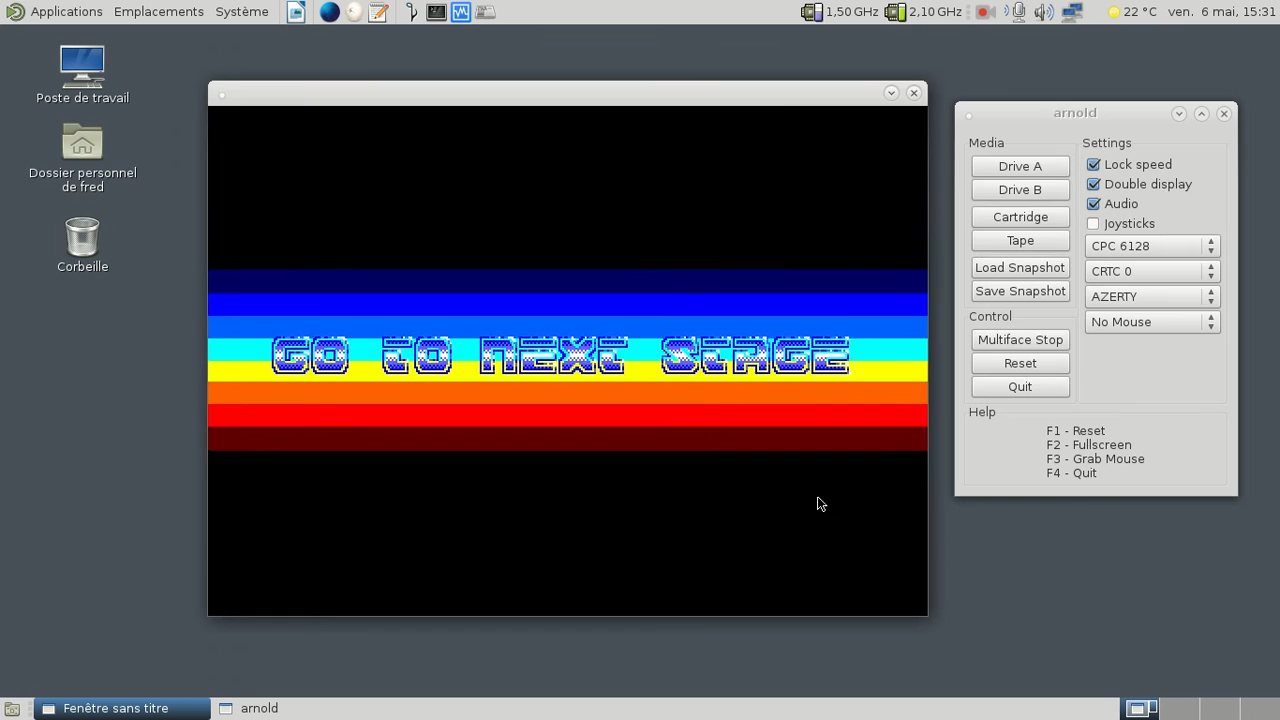 Applications Emplacements Système 1,50 GHz 2,10 GHz 22 °C ven. 6 mai, 15:31
Poste de travail
Dossier personnel
de fred
Corbeille
GO TO NEXT STAGE
arnold
Media
Drive A
Drive B
Cartridge
Tape
Load Snapshot
Save Snapshot
Control
Multiface Stop
Reset
Quit
Settings
Lock speed
Double display
Audio
Joysticks
CPC 6128
CRTC 0
AZERTY
No Mouse
Help
F1 - Reset
F2 - Fullscreen
F3 - Grab Mouse
F4 - Quit
Fenêtre sans titre arnold